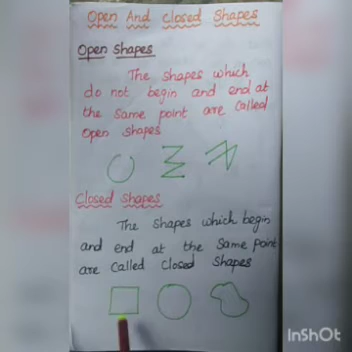 Open And Closed Shapes
Open Shapes
The Shapes which
do not begin and end at
the same point are called
open shapes
Closed Shapes
The Shapes which begin
and end at the Same point
are called Closed Shapes
InShOt